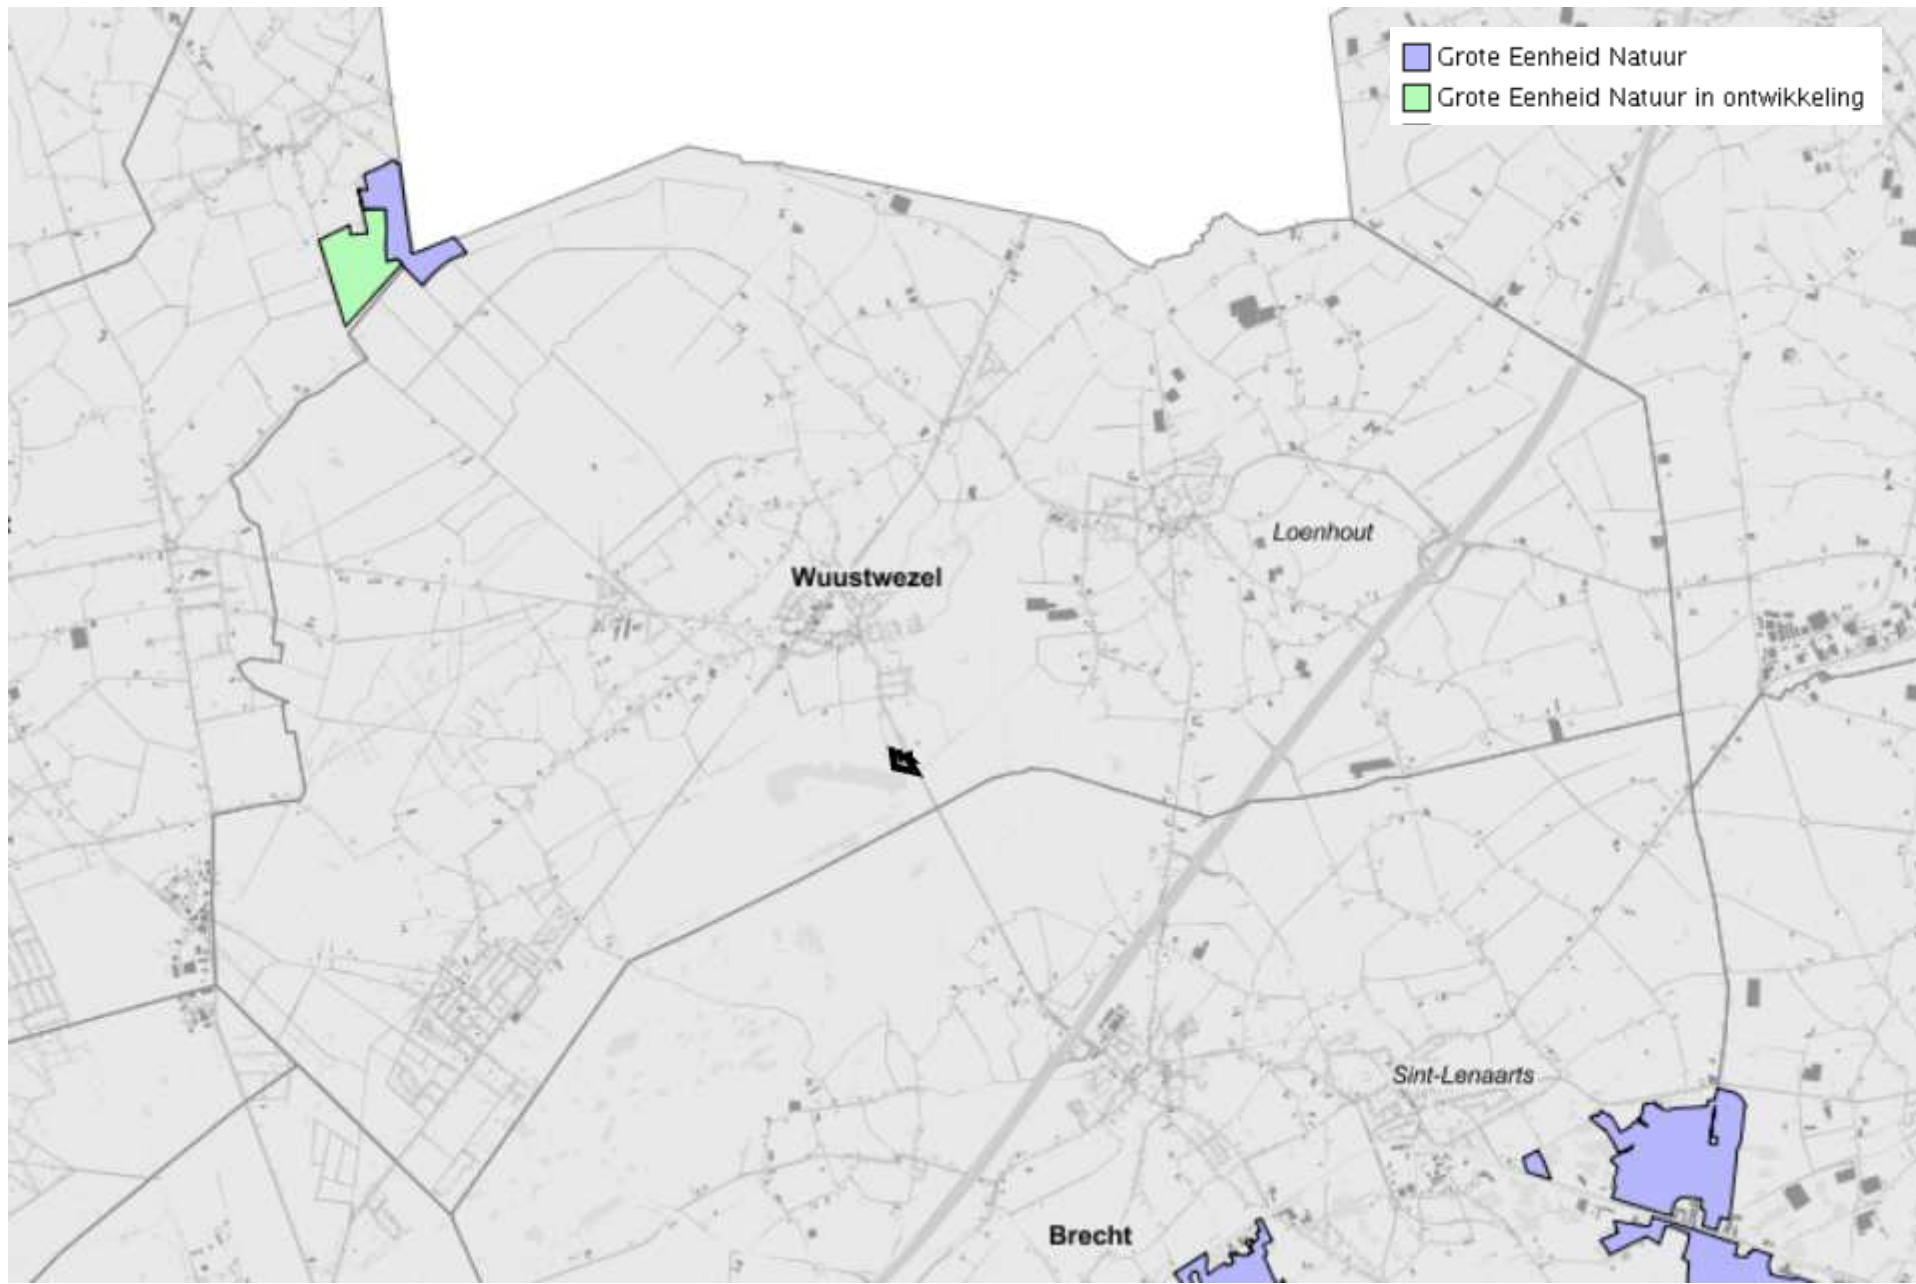 Grote Eenheid Natuur
Grote Eenheid Natuur in ontwikkeling
Loenhout
Wuustwezel
Sint-Lenaarts
Brecht